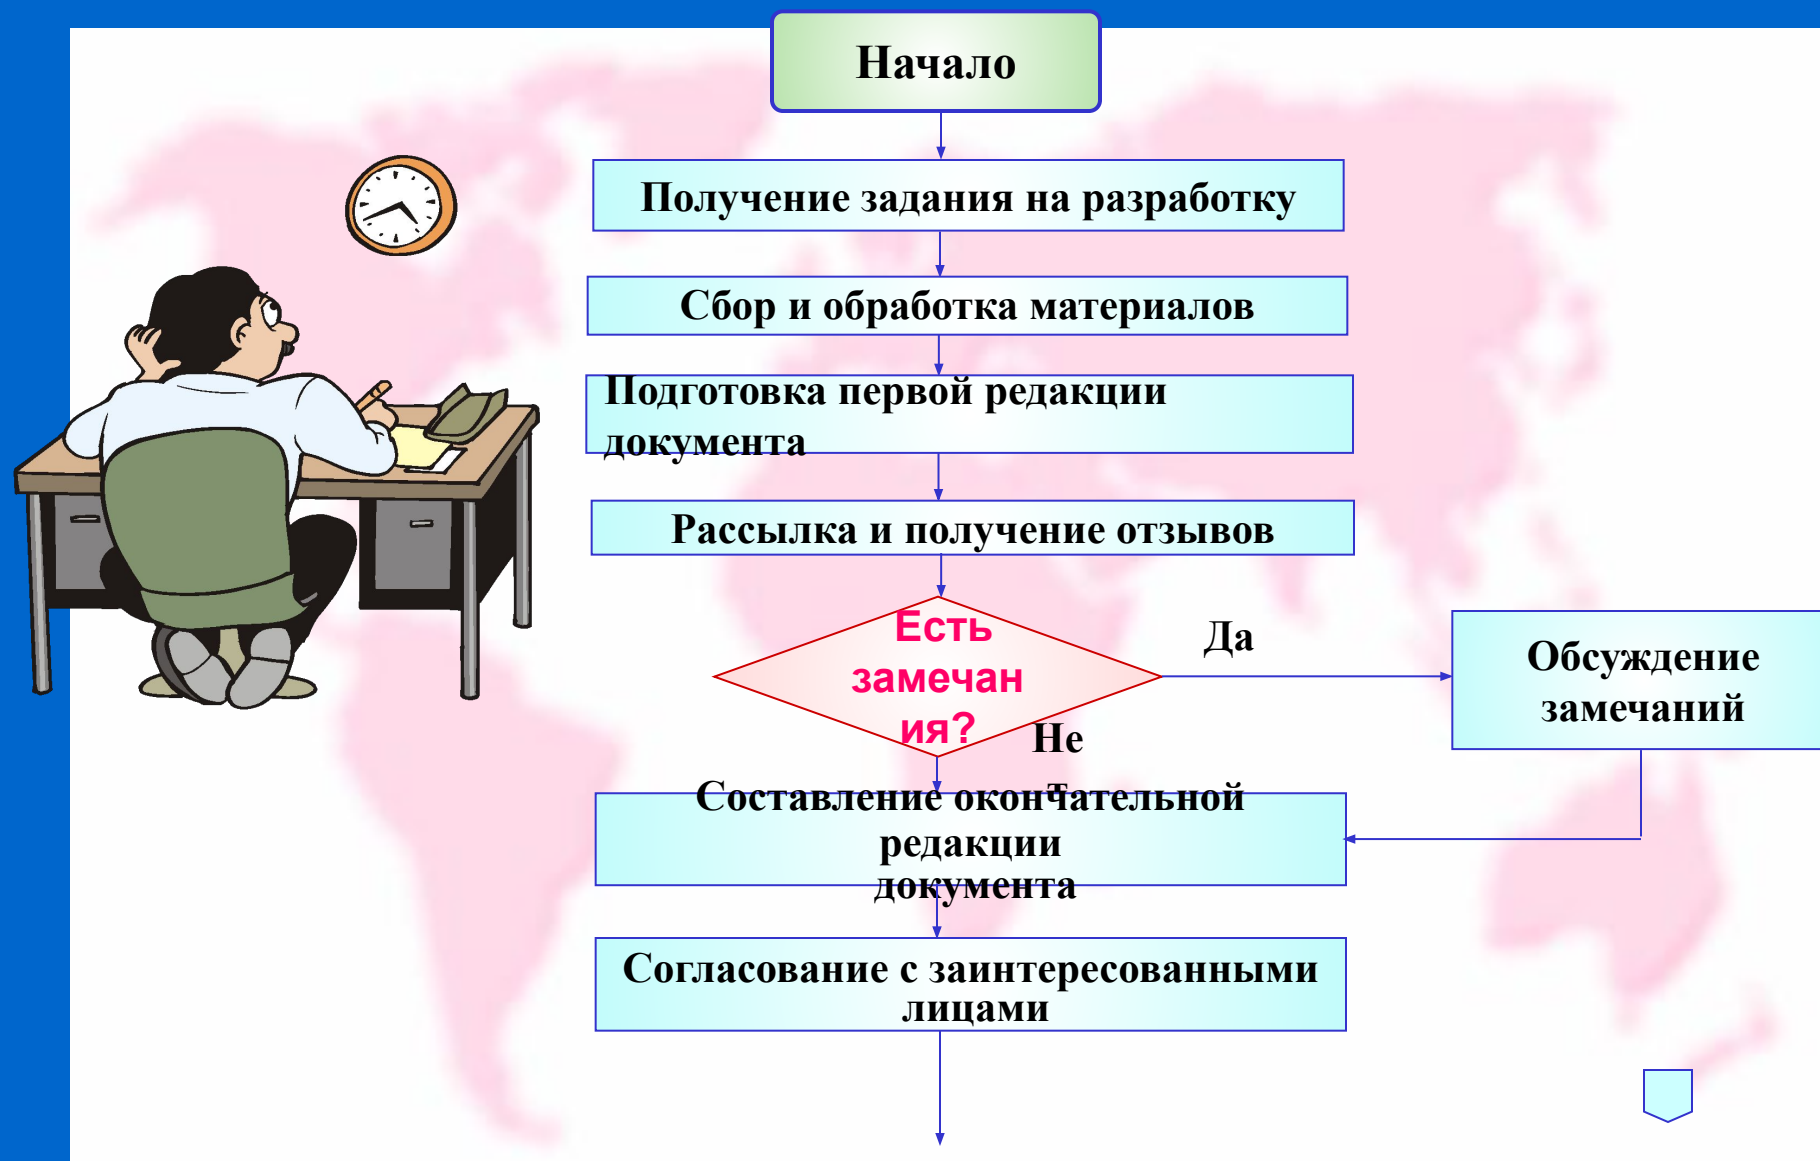 Начало
Получение задания на разработку
Сбор и обработка материалов
Подготовка первой редакции
документа
Рассылка и получение отзывов
Есть
замечан
ия?
Да
Обсуждение
замечаний
Не
т
Составление окончательной
редакции
документа
Согласование с заинтересованными
лицами